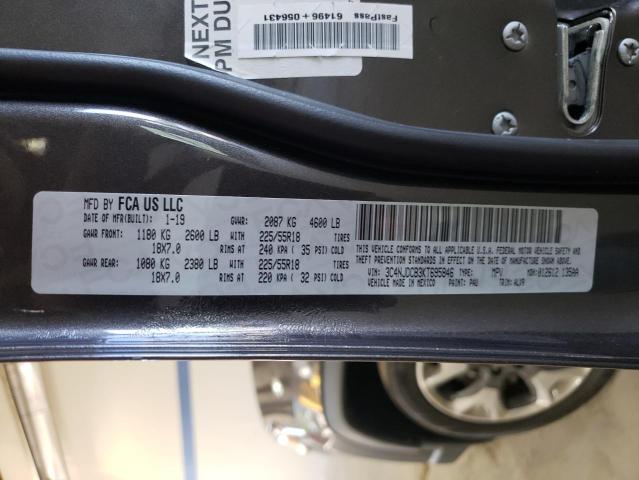 NEXT
PM DU
FastPass
61496+056431
MFD BY FCA US LLC
DATE OF MFR(BUILT): 1-19 GVWR: 2087 KG 4600 LB
GAWR FRONT: 1180 KG 2600 LB WITH 225/55R18 TIRES
18X7.0 RIMS AT 240 KPA ( 35 PSI) COLD
GAWR REAR: 1080 KG 2380 LB WITH 225/55R18 TIRES
18X7.0 RIMS AT 220 KPA ( 32 PSI) COLD
THIS VEHICLE CONFORMS TO ALL APPLICABLE U.S.A. FEDERAL MOTOR VEHICLE SAFETY
AND THEFT PREVENTION STANDARDS IN EFFECT ON THE DATE OF MANUFACTURE SHOWN ABOVE.
VIN: 3C4NJDCB3KT695846 TYPE: MPV MDH: 012612 135AA
VEHICLE MADE IN MEXICO PAINT: PAU TRIM: ALX9